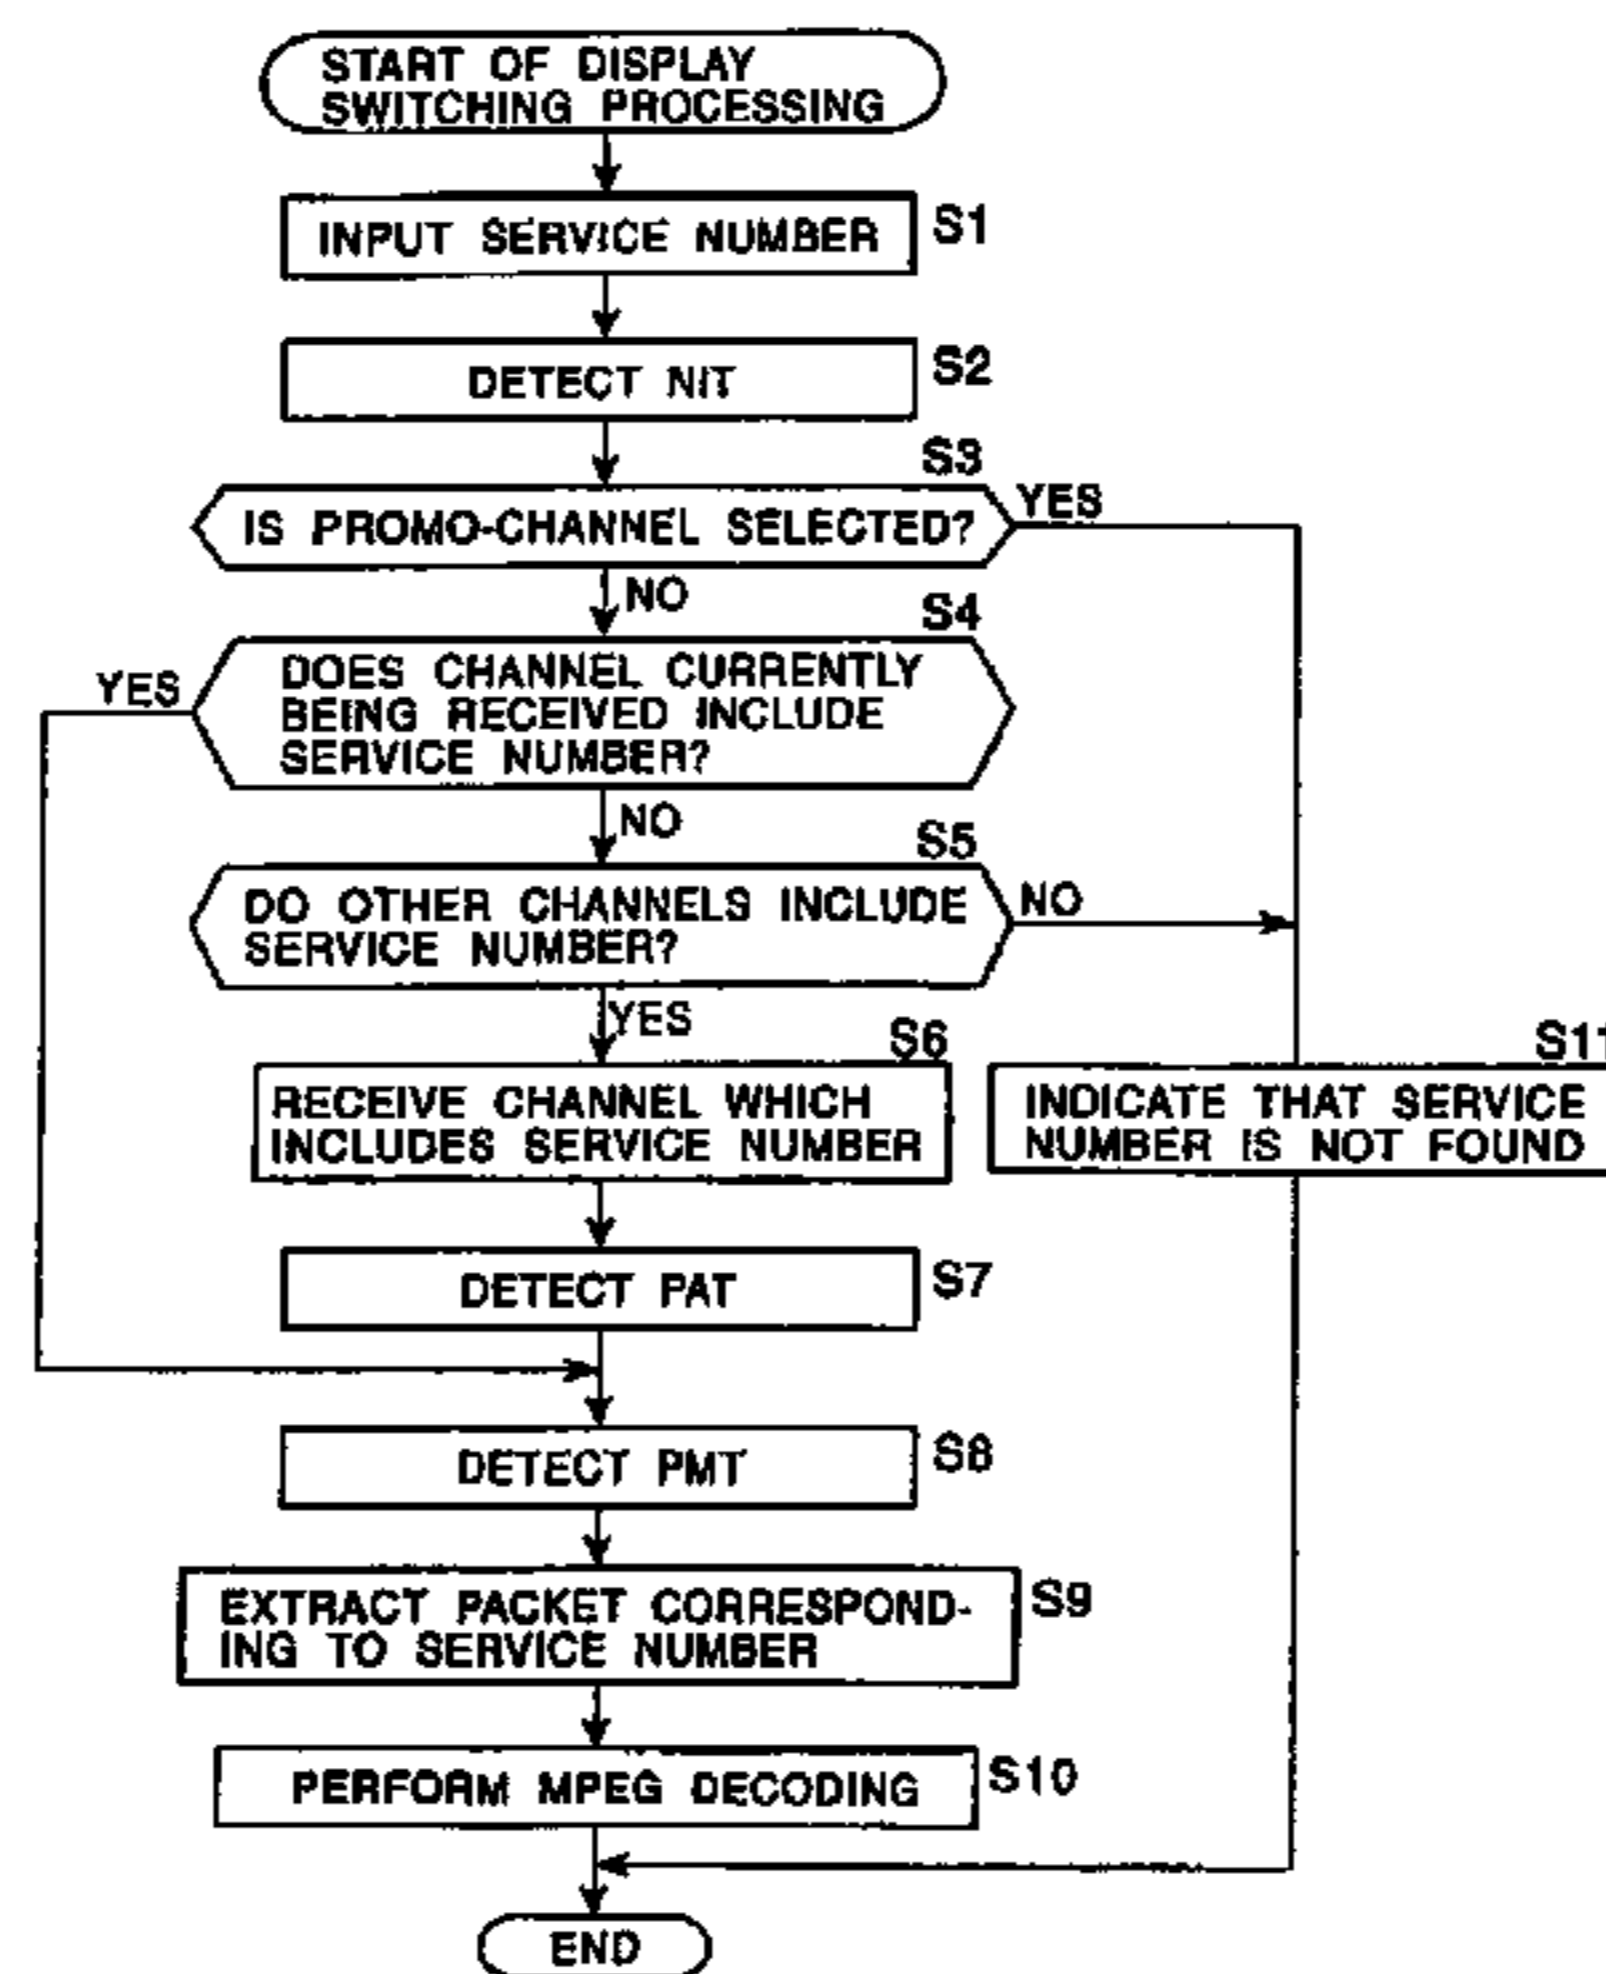 START OF DISPLAY
SWITCHING PROCESSING
INPUT SERVICE NUMBER
S1
DETECT NIT
S2
S3
IS PROMO-CHANNEL SELECTED?
YES
NO
S4
YES
DOES CHANNEL CURRENTLY
BEING RECEIVED INCLUDE
SERVICE NUMBER?
NO
S5
DO OTHER CHANNELS INCLUDE
SERVICE NUMBER?
NO
YES
S6
RECEIVE CHANNEL WHICH
INCLUDES SERVICE NUMBER
S11
INDICATE THAT SERVICE
NUMBER IS NOT FOUND
DETECT PAT
S7
DETECT PMT
S8
EXTRACT PACKET CORRESPOND-
ING TO SERVICE NUMBER
S9
PERFORM MPEG DECODING
S10
END